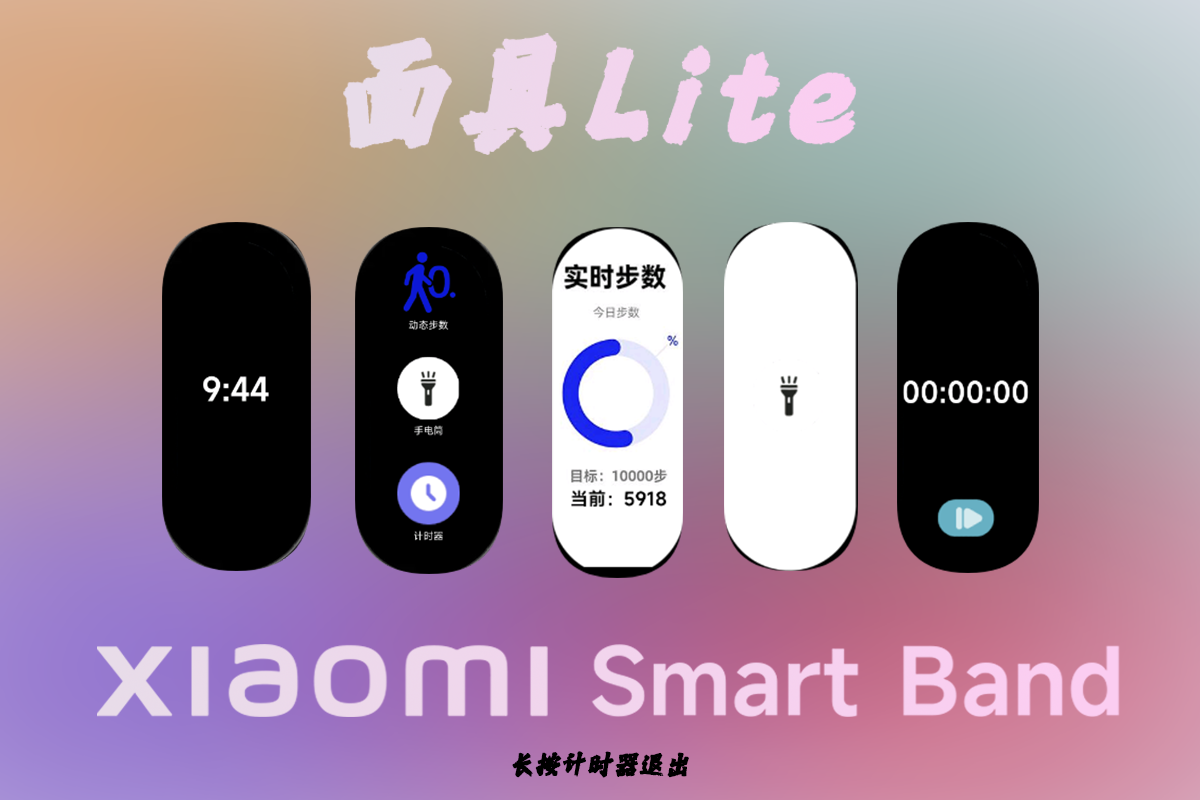 面具Lite
9:44
动态步数
手电筒
计时器
实时步数
今日步数
%
目标：10000步
当前：5918
00:00:00
xiaomi Smart Band
长按计时器退出